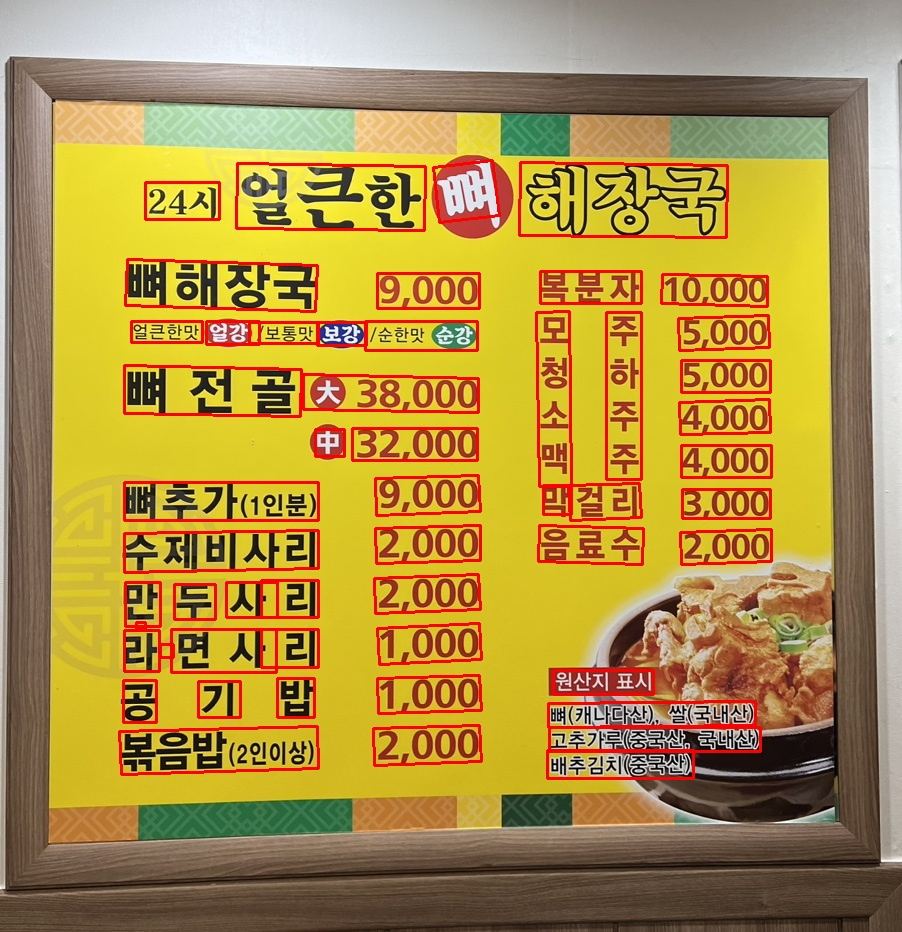 24시 얼큰한 뼈 해장국
뼈해장국 9,000
얼큰한맛 얼강 /보통맛 보강 /순한맛 순강
뼈 전 골 大 38,000
中 32,000
뼈추가(1인분) 9,000
수제비사리 2,000
만 두 사 리 2,000
라 면 사 리 1,000
공 기 밥 1,000
볶음밥(2인이상) 2,000
복분자 10,000
모 주 5,000
청 하 5,000
소 주 4,000
맥 주 4,000
막걸리 3,000
음료수 2,000
원산지 표시
뼈(캐나다산), 쌀(국내산)
고추가루(중국산, 국내산)
배추김치(중국산)